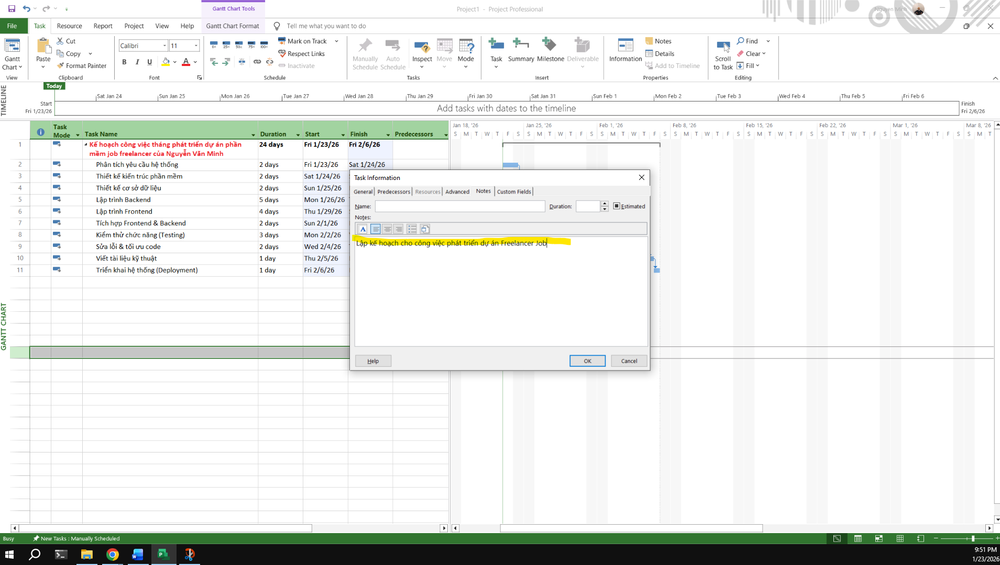 Gantt Chart Tools
Project1 - Project Professional
Nguyen Minh
File Task Resource Report Project View Help Gantt Chart Format Tell me what you want to do
Gantt Chart
View
Paste
Cut
Copy
Format Painter
Clipboard
Calibri 11
B I U A
Font
0% 25% 50% 75% 100%
Mark on Track
Respect Links
Inactivate
Schedule
Manually Schedule
Auto Schedule
Inspect
Move
Mode
Tasks
Task
Summary
Milestone
Deliverable
Insert
Information
Notes
Details
Add to Timeline
Properties
Scroll to Task
Find
Clear
Fill
Editing
TIMELINE
Today
Start
Fri 1/23/26
Sat Jan 24 Sun Jan 25 Mon Jan 26 Tue Jan 27 Wed Jan 28 Thu Jan 29 Fri Jan 30 Sat Jan 31 Sun Feb 1 Mon Feb 2 Tue Feb 3 Wed Feb 4 Thu Feb 5 Fri Feb 6
Add tasks with dates to the timeline
Finish
Fri 2/6/26
GANTT CHART
Task Mode Task Name Duration Start Finish Predecessors
1 Kế hoạch công việc tháng phát triển dự án phần mềm job freelancer của Nguyễn Văn Minh 24 days Fri 1/23/26 Fri 2/6/26
2 Phân tích yêu cầu hệ thống 2 days Fri 1/23/26 Sat 1/24/26
3 Thiết kế kiến trúc phần mềm 2 days Sat 1/24/26
4 Thiết kế cơ sở dữ liệu 2 days Sun 1/25/26
5 Lập trình Backend 5 days Mon 1/26/26
6 Lập trình Frontend 4 days Thu 1/29/26
7 Tích hợp Frontend & Backend 2 days Sun 2/1/26
8 Kiểm thử chức năng (Testing) 3 days Mon 2/2/26
9 Sửa lỗi & tối ưu code 2 days Wed 2/4/26
10 Viết tài liệu kỹ thuật 1 day Thu 2/5/26
11 Triển khai hệ thống (Deployment) 1 day Fri 2/6/26
Jan 18, '26 Jan 25, '26 Feb 1, '26 Feb 8, '26 Feb 15, '26 Feb 22, '26 Mar 1, '26 Mar 8, '26
S M T W T F S S M T W T F S S M T W T F S S M T W T F S S M T W T F S S M T W T F S S M T W T F S S M T
Task Information
General Predecessors Resources Advanced Notes Custom Fields
Name: Duration: Estimated
Notes:
A
Lập kế hoạch cho công việc phát triển dự án Freelancer Job
Help OK Cancel
Busy New Tasks : Manually Scheduled
9:51 PM
1/23/2026